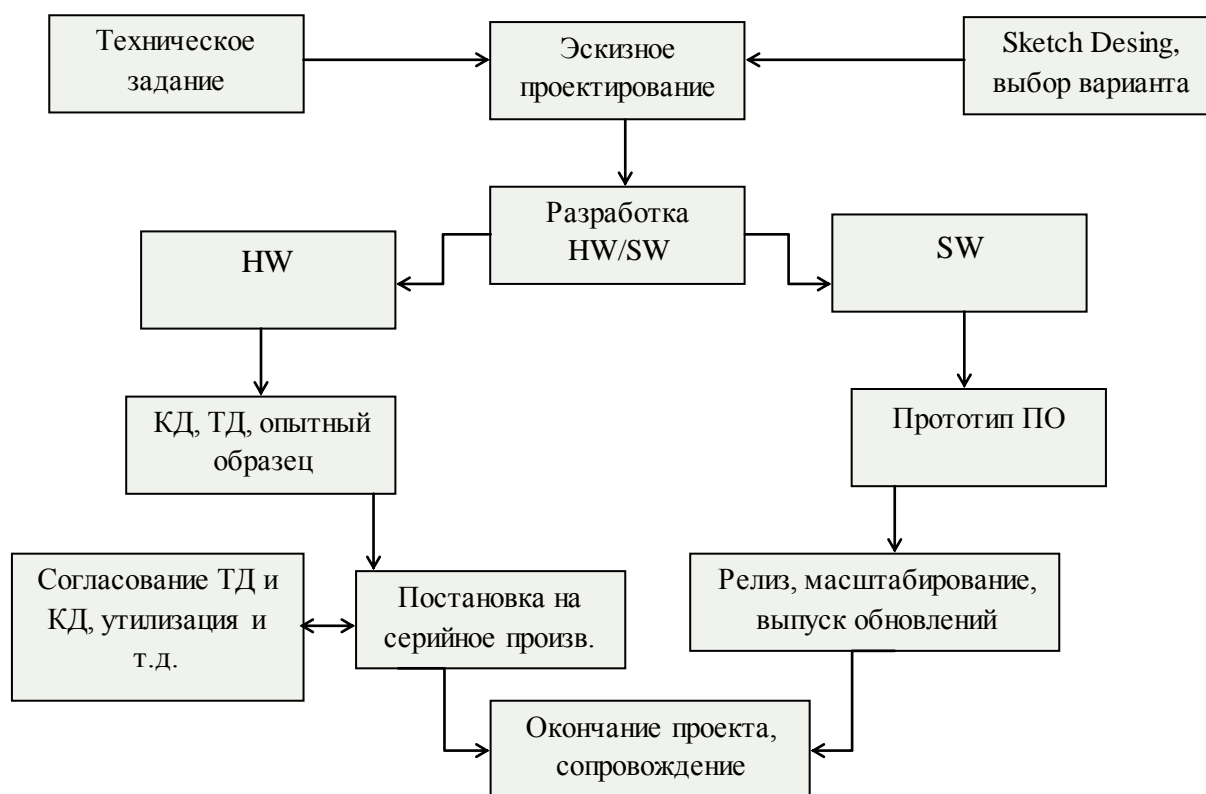 Техническое
задание
Эскизное
проектирование
Sketch Desing,
выбор варианта
Разработка
HW/SW
HW
SW
КД, ТД, опытный
образец
Прототип ПО
Согласование ТД и
КД, утилизация и
т.д.
Постановка на
серийное произв.
Релиз, масштабирование,
выпуск обновлений
Окончание проекта,
сопровождение